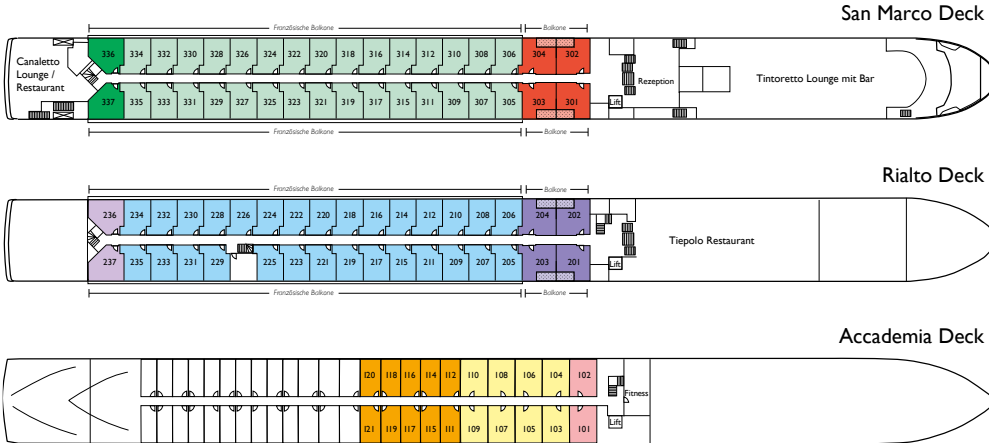 San Marco Deck
Französische Balkone
Balkone
336 334 332 330 328 326 324 322 320 318 316 314 312 310 308 306 304 302
Canaletto
Lounge /
Restaurant
Rezeption
Tintoretto Lounge mit Bar
337 335 333 331 329 327 325 323 321 319 317 315 311 309 307 305 303 301
Lift
Französische Balkone
Balkone
Rialto Deck
Französische Balkone
Balkone
236 234 232 230 228 226 224 222 220 218 216 214 212 210 208 206 204 202
Tiepolo Restaurant
237 235 233 231 229 225 223 221 219 217 215 211 209 207 205 203 201
Lift
Französische Balkone
Balkone
Accademia Deck
120 118 116 114 112 110 108 106 104 102
Fitness
121 119 117 115 111 109 107 105 103 101
Lift